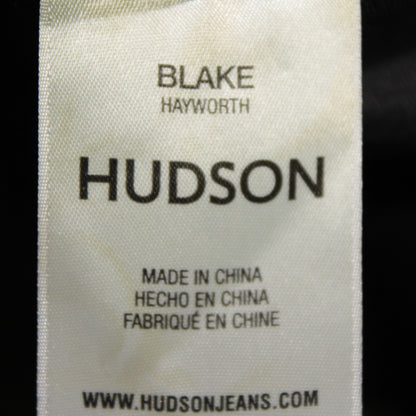 BLAKE
HAYWORTH
HUDSON
MADE IN CHINA
HECHO EN CHINA
FABRIQUÉ EN CHINE
WWW.HUDSONJEANS.COM